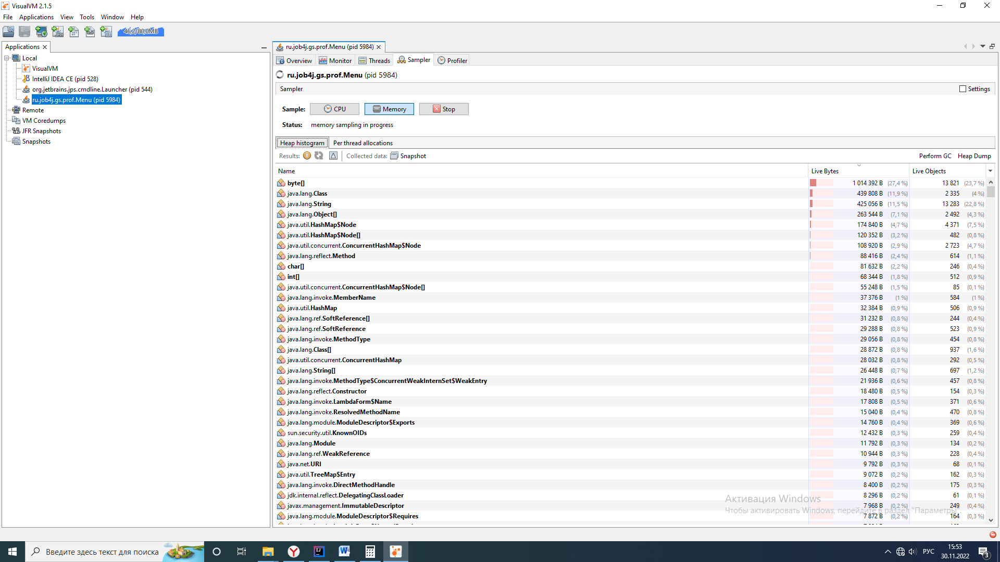 VisualVM 2.1.5
File Applications View Tools Window Help
46,2/80,0MB
Applications
Local
VisualVM
IntelliJ IDEA CE (pid 528)
org.jetbrains.jps.cmdline.Launcher (pid 544)
ru.job4j.gs.prof.Menu (pid 5984)
Remote
VM Coredumps
JFR Snapshots
Snapshots
ru.job4j.gs.prof.Menu (pid 5984)
Overview Monitor Threads Sampler Profiler
ru.job4j.gs.prof.Menu (pid 5984)
Sampler Settings
Sample: CPU Memory Stop
Status: memory sampling in progress
Heap histogram Per thread allocations
Results: Collected data: Snapshot Perform GC Heap Dump
Name Live Bytes Live Objects
byte[] 1 014 392 B (27,4 %) 13 821 (23,7 %)
java.lang.Class 439 808 B (11,9 %) 2 335 (4 %)
java.lang.String 425 056 B (11,5 %) 13 283 (22,8 %)
java.lang.Object[] 263 544 B (7,1 %) 2 492 (4,3 %)
java.util.HashMap$Node 174 840 B (4,7 %) 4 371 (7,5 %)
java.util.HashMap$Node[] 120 352 B (3,2 %) 482 (0,8 %)
java.util.concurrent.ConcurrentHashMap$Node 108 920 B (2,9 %) 2 723 (4,7 %)
java.lang.reflect.Method 88 416 B (2,4 %) 614 (1,1 %)
char[] 81 632 B (2,2 %) 246 (0,4 %)
int[] 68 344 B (1,8 %) 512 (0,9 %)
java.util.concurrent.ConcurrentHashMap$Node[] 55 248 B (1,5 %) 85 (0,1 %)
java.lang.invoke.MemberName 37 376 B (1 %) 584 (1 %)
java.util.HashMap 32 384 B (0,9 %) 506 (0,9 %)
java.lang.ref.SoftReference[] 31 232 B (0,8 %) 244 (0,4 %)
java.lang.ref.SoftReference 29 288 B (0,8 %) 523 (0,9 %)
java.lang.invoke.MethodType 29 056 B (0,8 %) 454 (0,8 %)
java.lang.Class[] 28 872 B (0,8 %) 937 (1,6 %)
java.util.concurrent.ConcurrentHashMap 28 032 B (0,8 %) 292 (0,5 %)
java.lang.String[] 26 448 B (0,7 %) 697 (1,2 %)
java.lang.invoke.MethodType$ConcurrentWeakInternSet$WeakEntry 21 936 B (0,6 %) 457 (0,8 %)
java.lang.reflect.Constructor 18 480 B (0,5 %) 154 (0,3 %)
java.lang.invoke.LambdaForm$Name 17 808 B (0,5 %) 371 (0,6 %)
java.lang.invoke.ResolvedMethodName 15 040 B (0,4 %) 470 (0,8 %)
java.lang.module.ModuleDescriptor$Exports 14 760 B (0,4 %) 369 (0,6 %)
sun.security.util.KnownOIDs 12 432 B (0,3 %) 259 (0,4 %)
java.lang.Module 11 792 B (0,3 %) 134 (0,2 %)
java.lang.ref.WeakReference 10 944 B (0,3 %) 228 (0,4 %)
java.net.URI 9 792 B (0,3 %) 68 (0,1 %)
java.util.TreeMap$Entry 9 072 B (0,2 %) 162 (0,3 %)
java.lang.invoke.DirectMethodHandle 8 400 B (0,2 %) 175 (0,3 %)
jdk.internal.reflect.DelegatingClassLoader 8 296 B (0,2 %) 61 (0,1 %)
javax.management.ImmutableDescriptor 7 968 B (0,2 %) 249 (0,4 %)
java.lang.module.ModuleDescriptor$Requires 7 872 B (0,2 %) 164 (0,3 %)
Активация Windows
Чтобы активировать Windows, перейдите в раздел "Параметры".
Введите здесь текст для поиска
РУС
15:53
30.11.2022
3